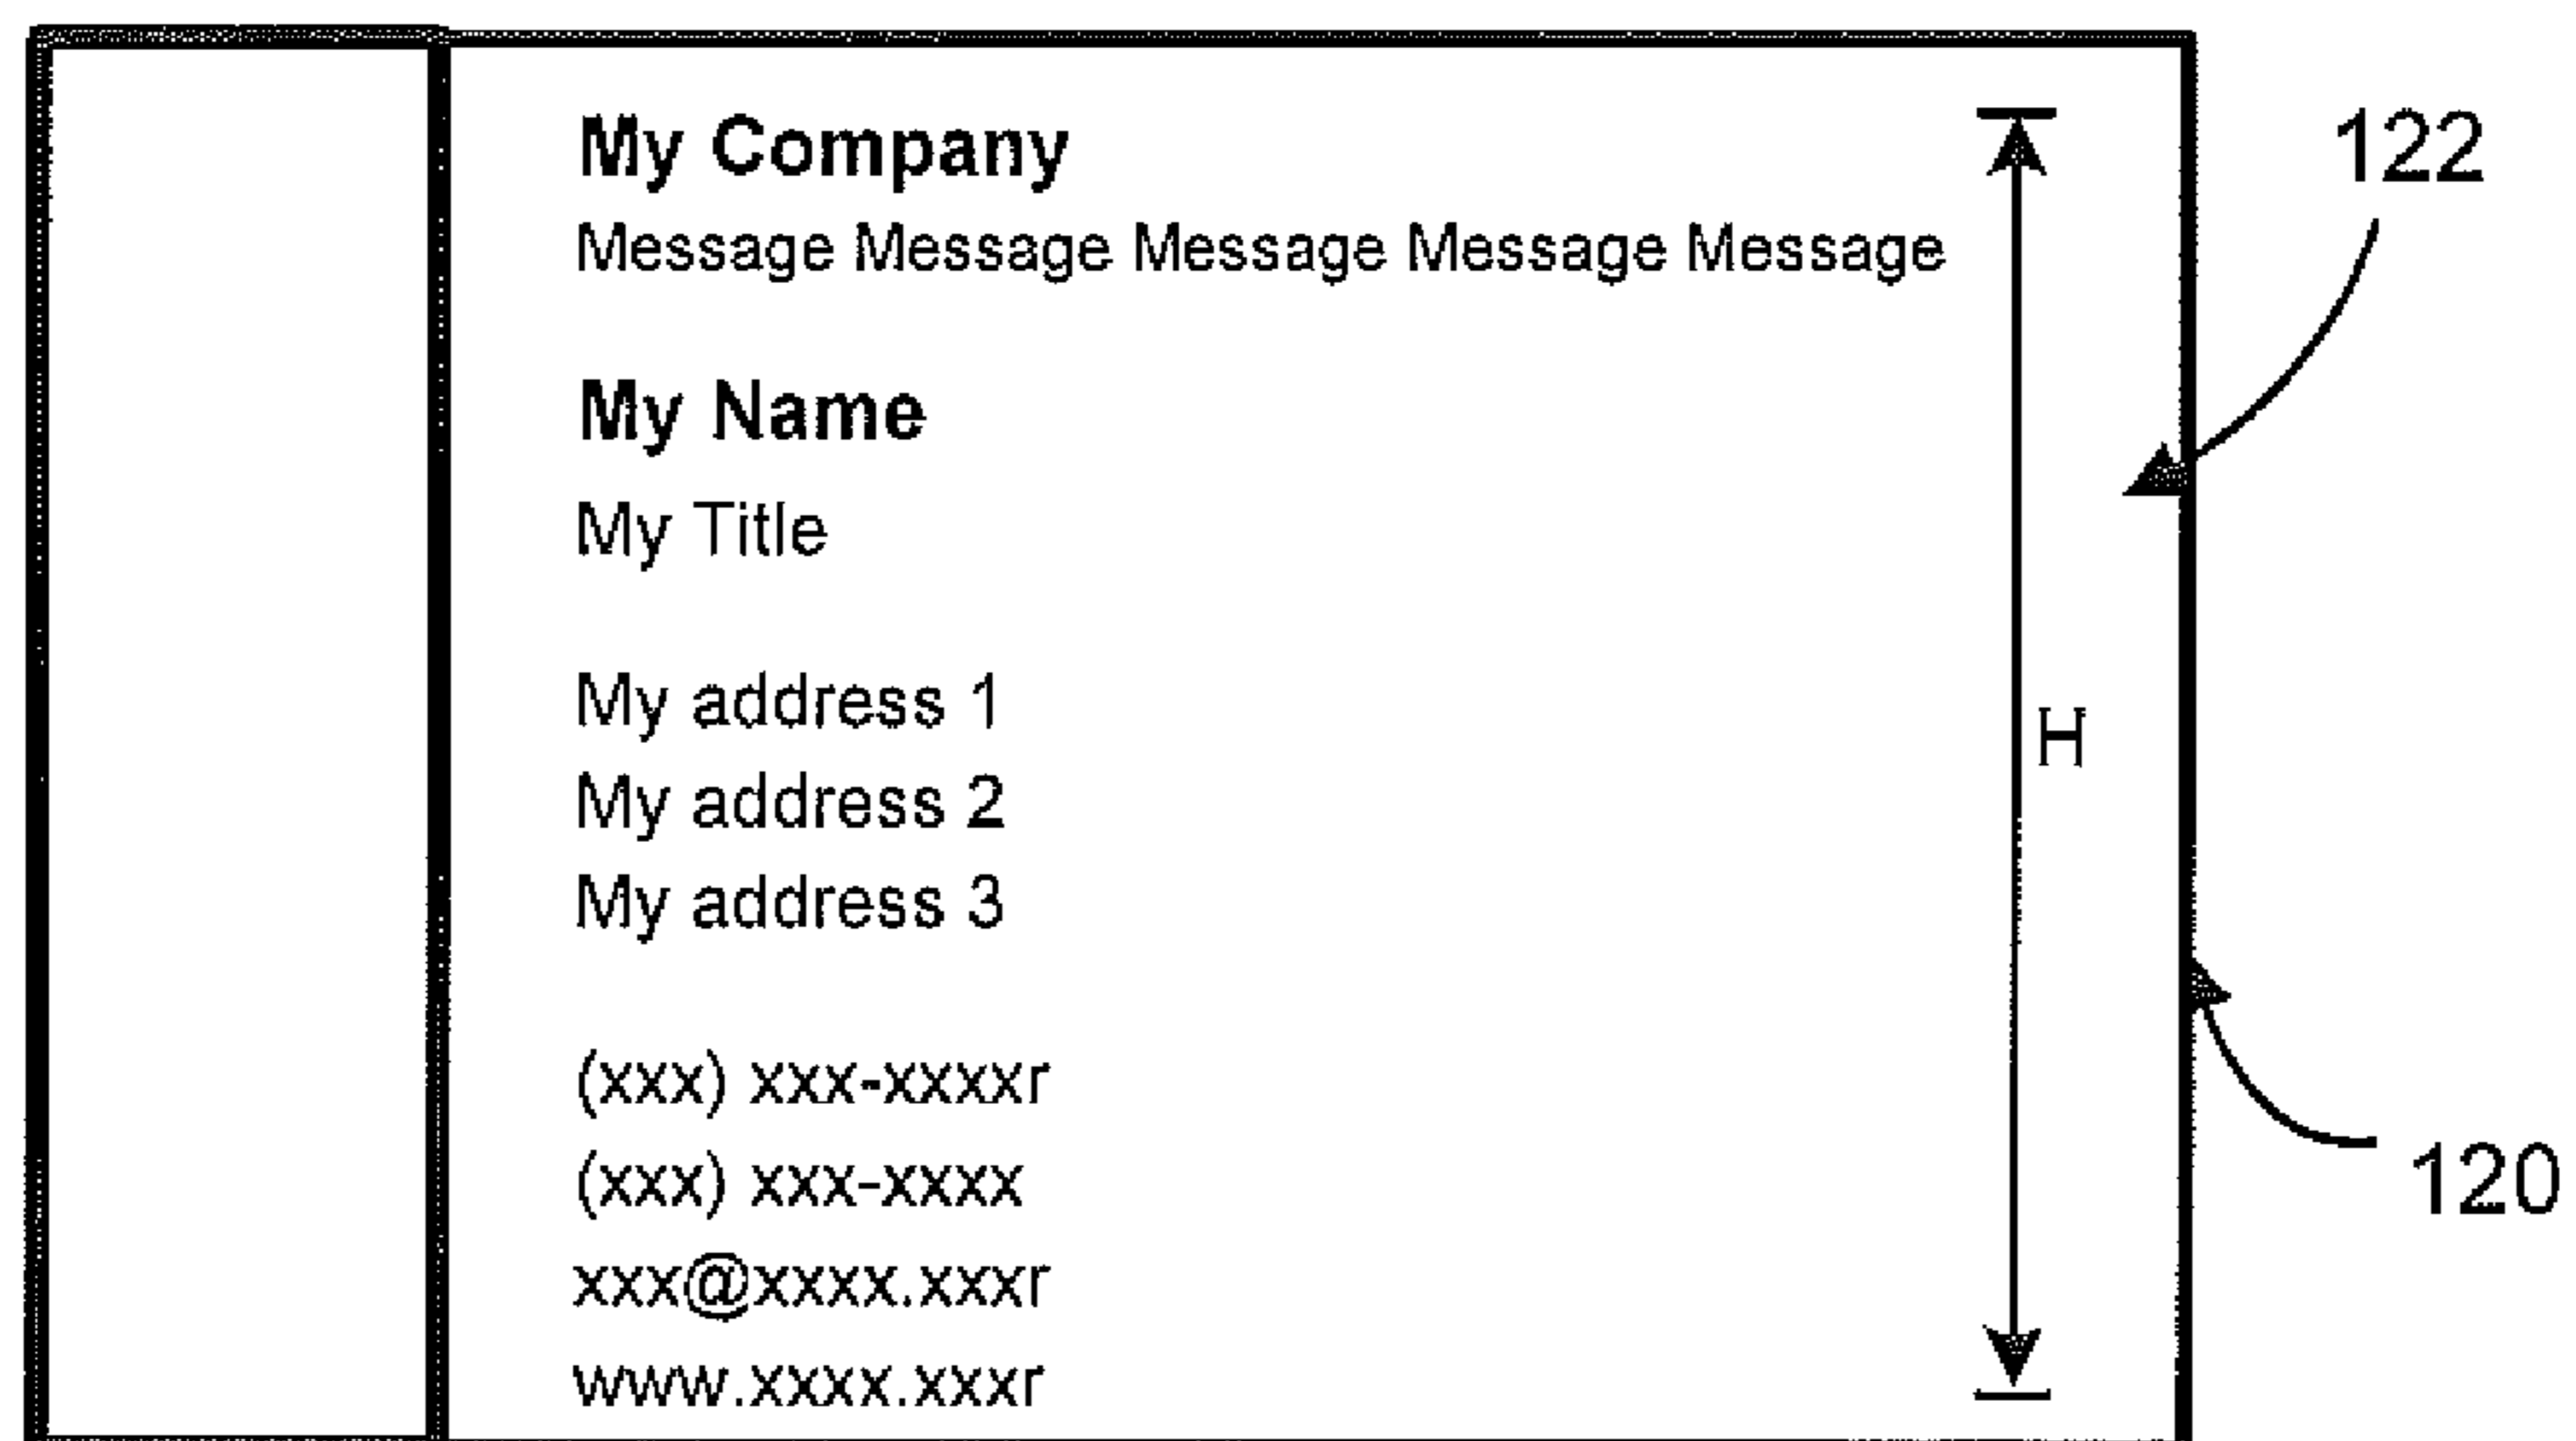 My Company
Message Message Message Message Message
My Name
My Title
My address 1
My address 2
My address 3
(xxx) xxx-xxxxr
(xxx) xxx-xxxx
xxx@xxxx.xxxr
www.xxxx.xxxr
H
122
120